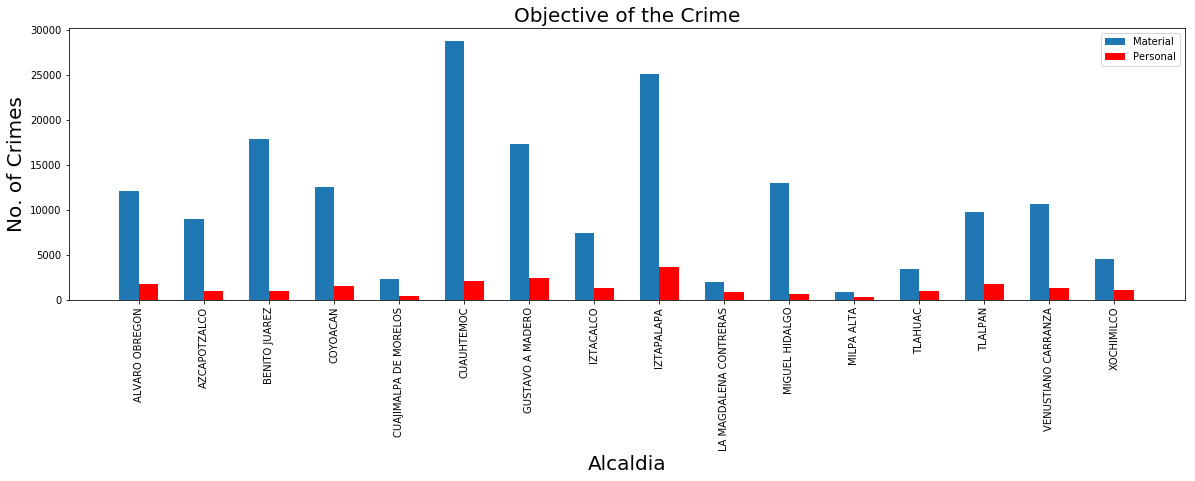 Objective of the Crime
Material
Personal
No. of Crimes
30000
25000
20000
15000
10000
5000
0
ALVARO OBREGON
AZCAPOTZALCO
BENITO JUAREZ
COYOACAN
CUAJIMALPA DE MORELOS
CUAUHTEMOC
GUSTAVO A MADERO
IZTACALCO
IZTAPALAPA
LA MAGDALENA CONTRERAS
MIGUEL HIDALGO
MILPA ALTA
TLAHUAC
TLALPAN
VENUSTIANO CARRANZA
XOCHIMILCO
Alcaldia